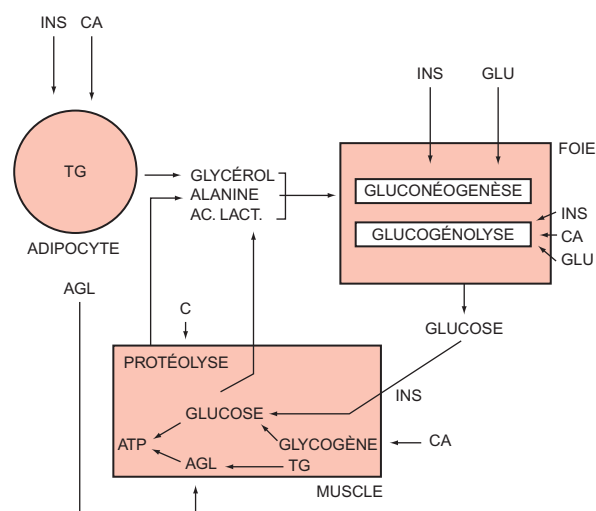 INS CA
TG
ADIPOCYTE
AGL
GLYCÉROL
ALANINE
AC. LACT.
INS GLU
FOIE
GLUCONÉOGENÈSE
GLUCOGÉNOLYSE
INS
CA
GLU
GLUCOSE
C
PROTÉOLYSE
INS
GLUCOSE
ATP
GLYCOGÈNE
CA
AGL
TG
MUSCLE